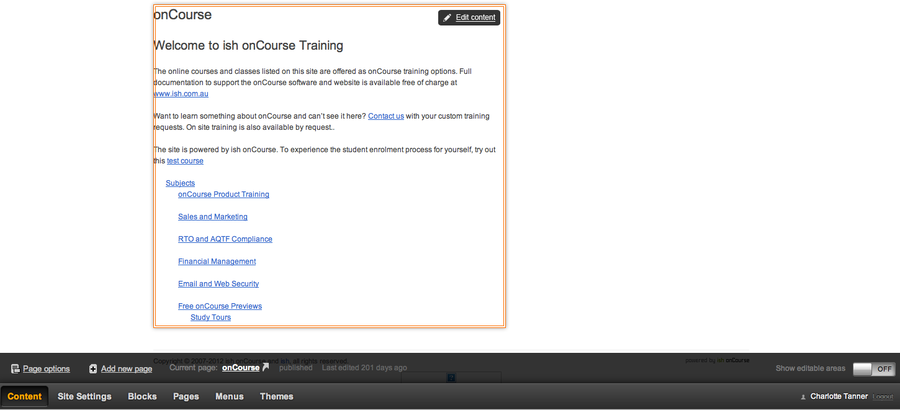 onCourse
Edit content
Welcome to ish onCourse Training
The online courses and classes listed on this site are offered as onCourse training options. Full
documentation to support the onCourse software and website is available free of charge at
www.ish.com.au
Want to learn something about onCourse and can't see it here? Contact us with your custom training
requests. On site training is also available by request..
The site is powered by ish onCourse. To experience the student enrolment process for yourself, try out
this test course
Subjects
onCourse Product Training
Sales and Marketing
RTO and AQTF Compliance
Financial Management
Email and Web Security
Free onCourse Previews
Study Tours
Copyright © 2007-2012 ish onCourse and ish, all rights reserved.
powered by ish onCourse
Page options
Add new page
Current page: onCourse
published
Last edited 201 days ago
Show editable areas
OFF
Content
Site Settings
Blocks
Pages
Menus
Themes
Charlotte Tanner
Logout